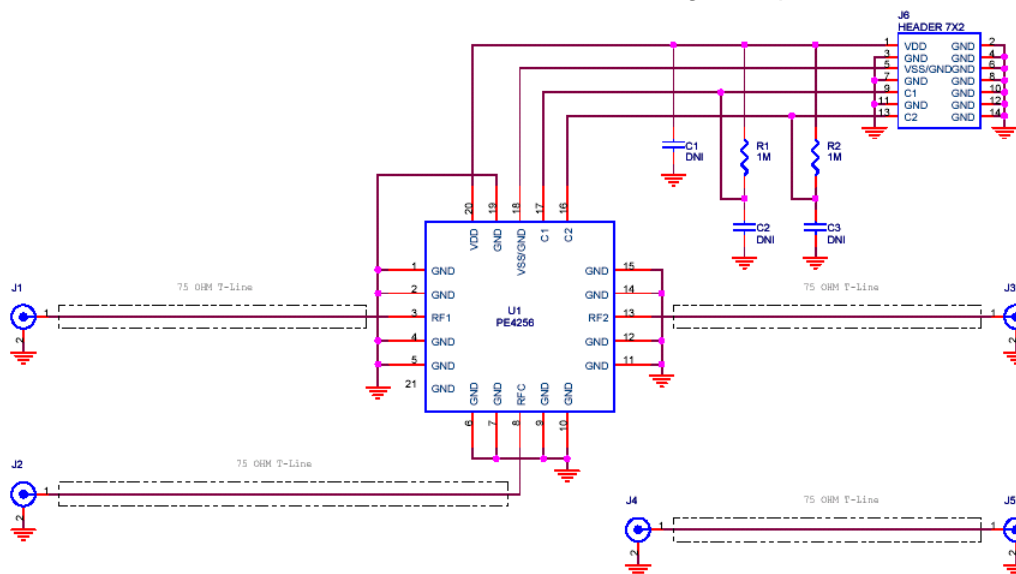 J6
HEADER 7X2
1 VDD GND 2
3 GND GND 4
5 VSS/GND GND 6
7 GND GND 8
9 C1 GND 10
11 GND GND 12
13 C2 GND 14
C1
DNI
R1
1M
R2
1M
C2
DNI
C3
DNI
20 19 18 17 16
VDD GND VSS/GND C1 C2
1 GND
2 GND
3 RF1
4 GND
5 GND
21 GND
U1
PE4256
GND 15
GND 14
RF2 13
GND 12
GND 11
GND GND RFC GND GND
6 7 8 9 10
J1
1
2
75 OHM T-Line
75 OHM T-Line
J3
1
2
J2
1
2
75 OHM T-Line
J4
1
2
75 OHM T-Line
J5
1
2